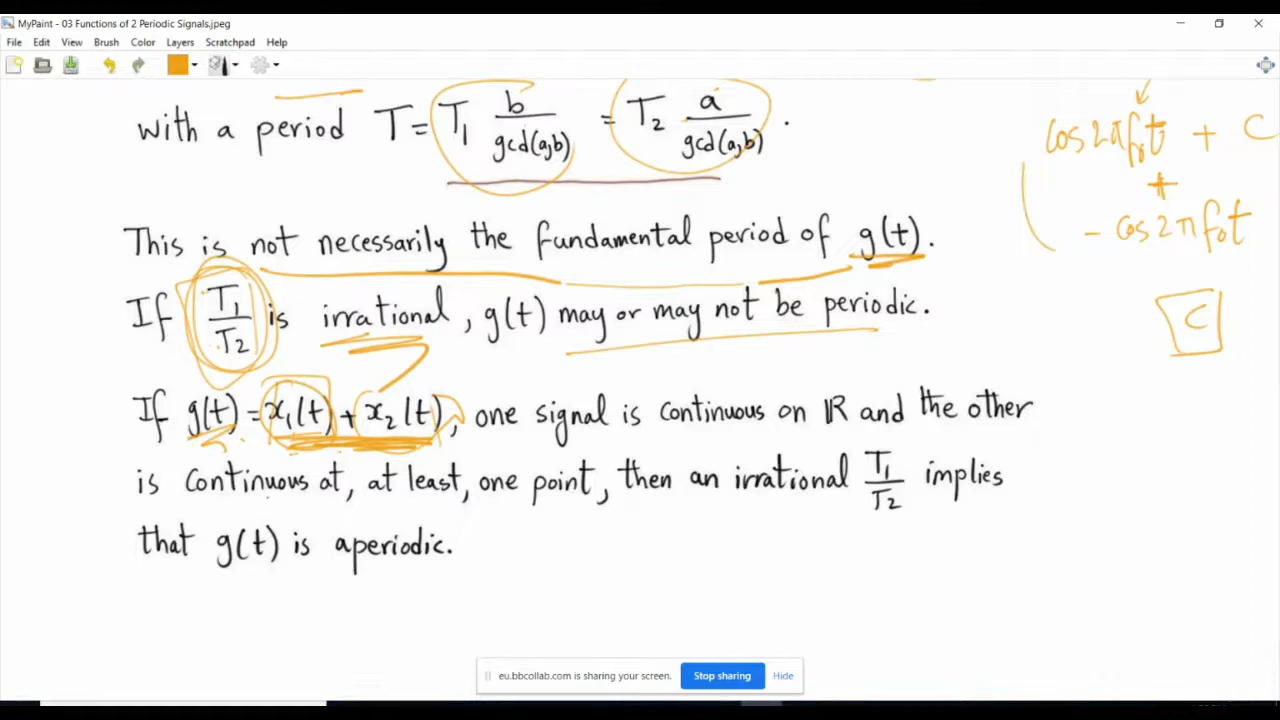 MyPaint - 03 Functions of 2 Periodic Signals.jpeg
File Edit View Brush Color Layers Scratchpad Help
with a period T = T₁ b/gcd(a,b) = T₂ a/gcd(a,b) .
cos2πf₀t + C
+
- cos2πf₀t
This is not necessarily the fundamental period of g(t).
If T₁/T₂ is irrational, g(t) may or may not be periodic.
C
If g(t) = x₁(t) + x₂(t), one signal is continuous on ℝ and the other
is continuous at, at least, one point, then an irrational T₁/T₂ implies
that g(t) is aperiodic.
eu.bbcollab.com is sharing your screen. Stop sharing Hide